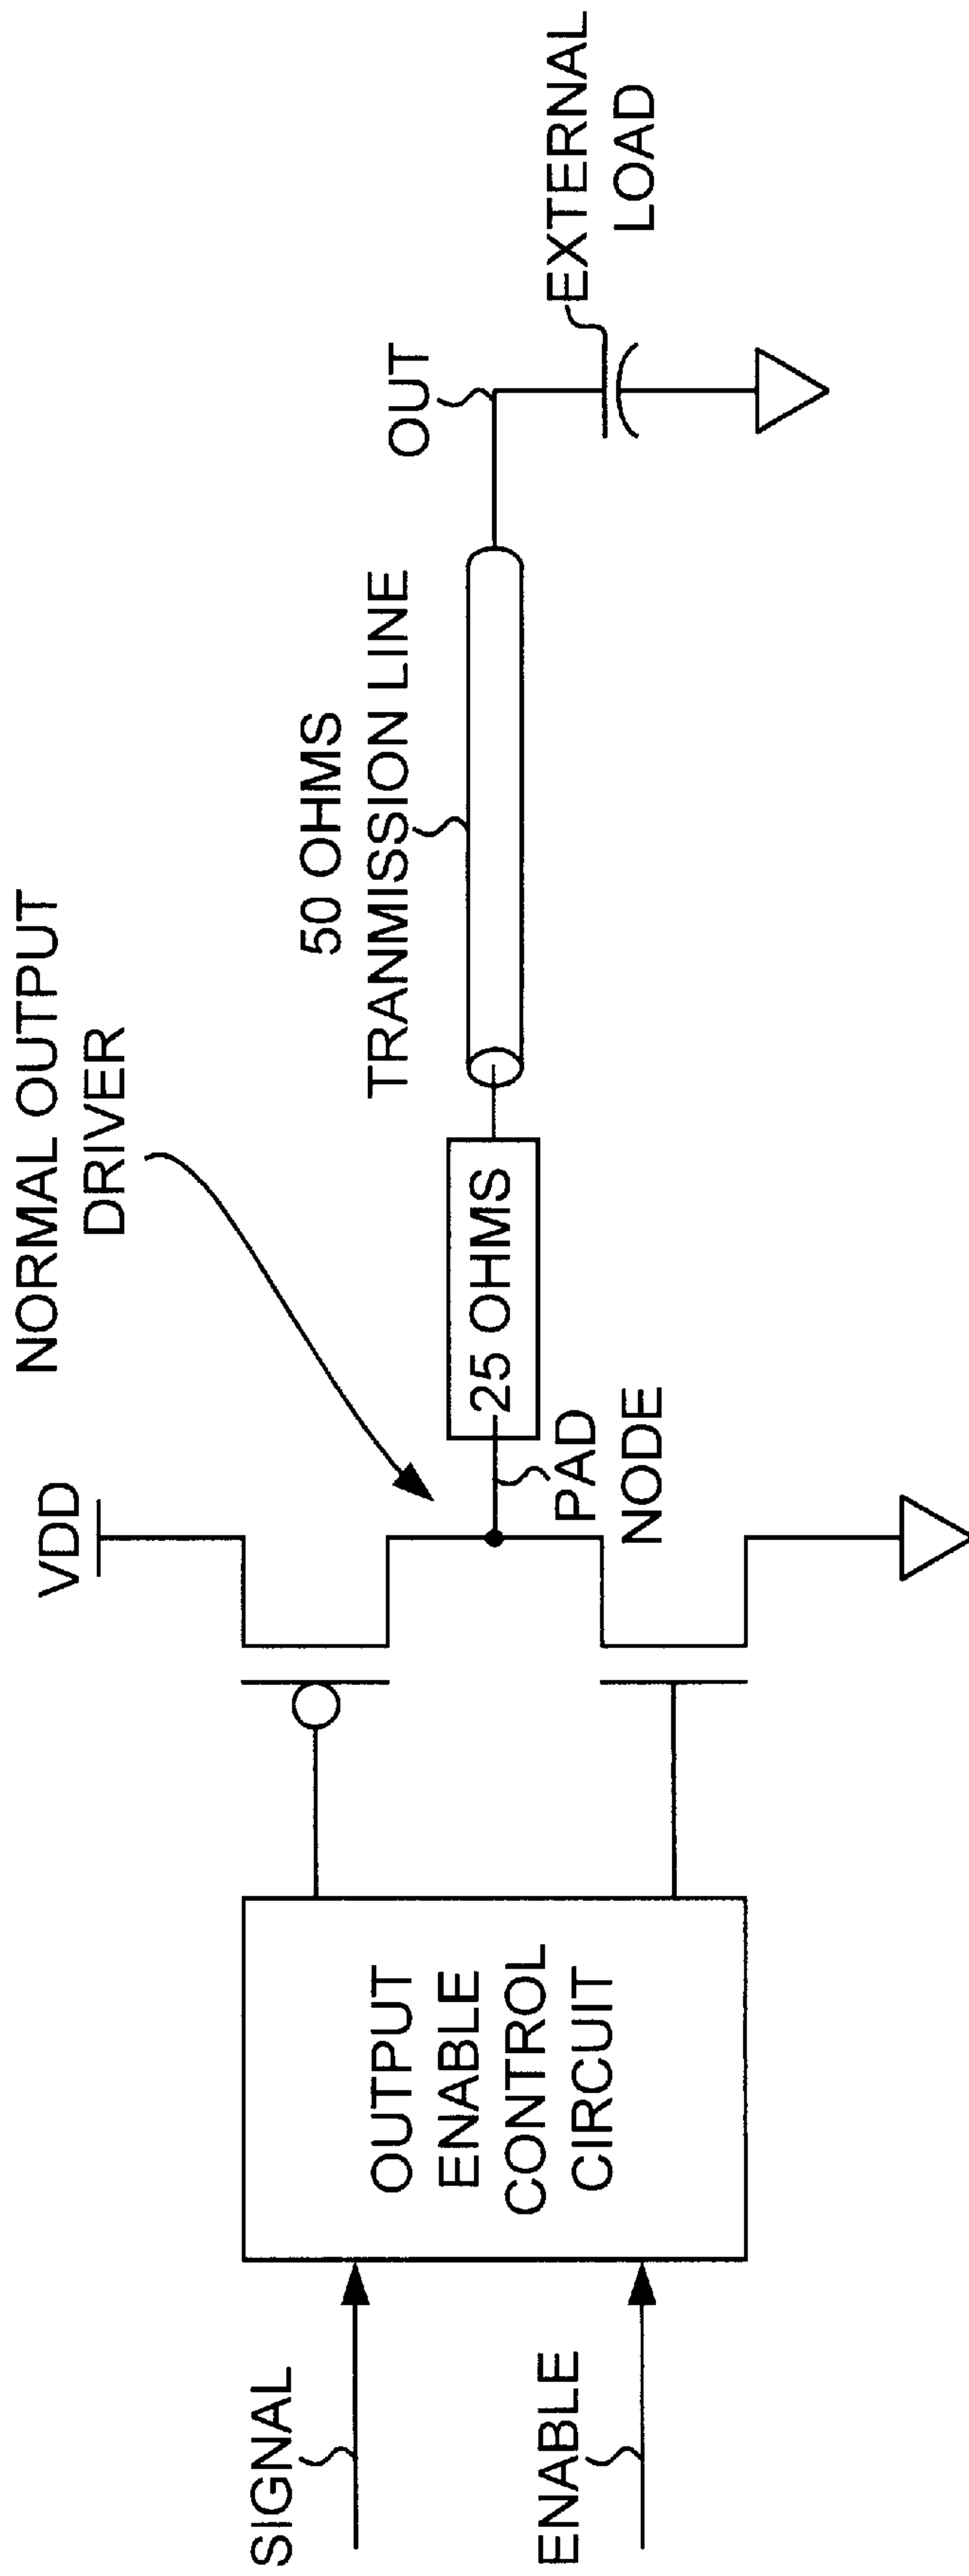 SIGNAL
ENABLE
OUTPUT
ENABLE
CONTROL
CIRCUIT
VDD
NORMAL OUTPUT
DRIVER
PAD
NODE
25 OHMS
50 OHMS
TRANMISSION LINE
OUT
EXTERNAL
LOAD